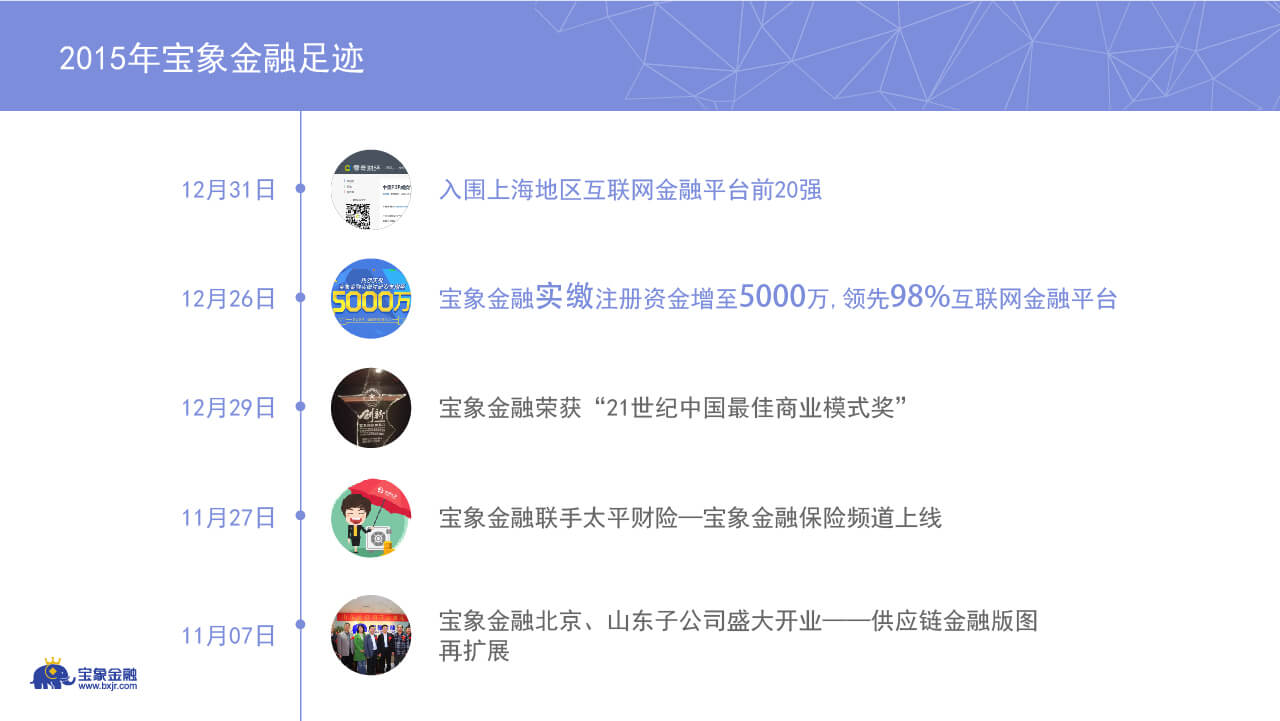 2015年宝象金融足迹
12月31日
入围上海地区互联网金融平台前20强
12月26日
5000万
宝象金融实缴注册资金增至5000万,领先98%互联网金融平台
12月29日
创新
宝象金融荣获“21世纪中国最佳商业模式奖”
11月27日
宝象金融联手太平财险—宝象金融保险频道上线
11月07日
宝象金融北京、山东子公司盛大开业——供应链金融版图
再扩展
宝象金融
www.bxjr.com